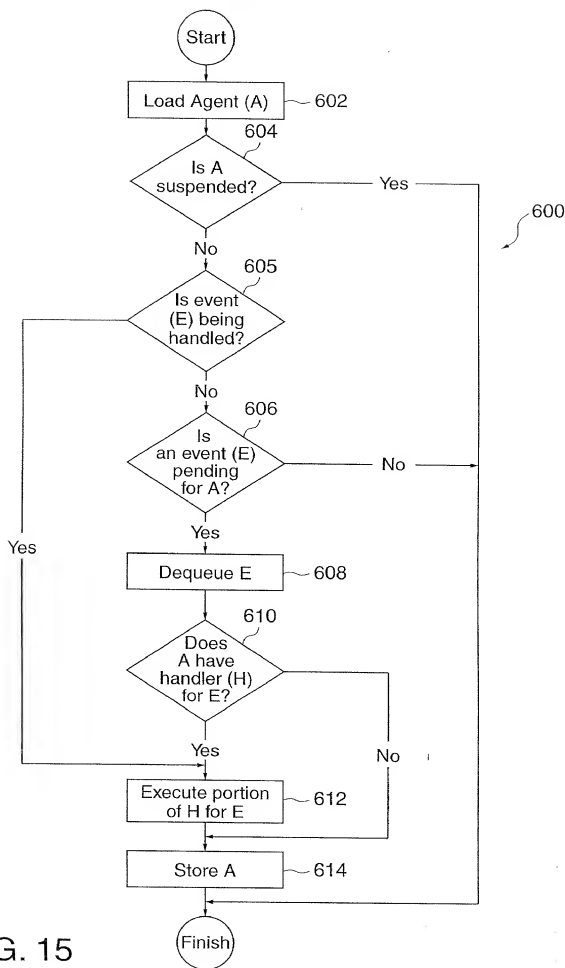 Start
Load Agent (A)
602
604
Is A
suspended?
Yes
600
No
605
Is event
(E) being
handled?
No
606
Is
an event (E)
pending
for A?
No
Yes
Yes
Dequeue E
608
610
Does
A have
handler (H)
for E?
Yes
No
Execute portion
of H for E
612
Store A
614
Finish
G. 15